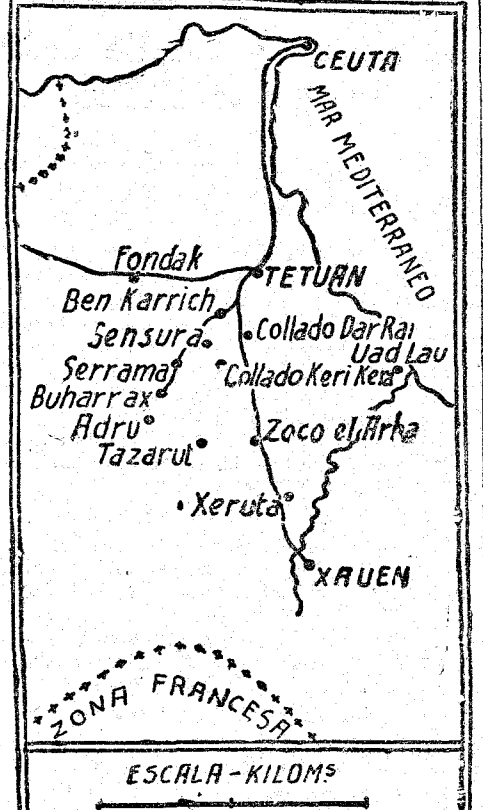 CEUTA
MAR MEDITERRANEO
Fondak
TETUAN
Ben Karrich
Sensura
Collado Dar Rai
Uad Lau
Serrama
Collado Keri Kera
Buharrax
Adru
Zoco el Arba
Tazarut
Xeruta
XAUEN
ZONA FRANCESA
ESCALA-KILOMS